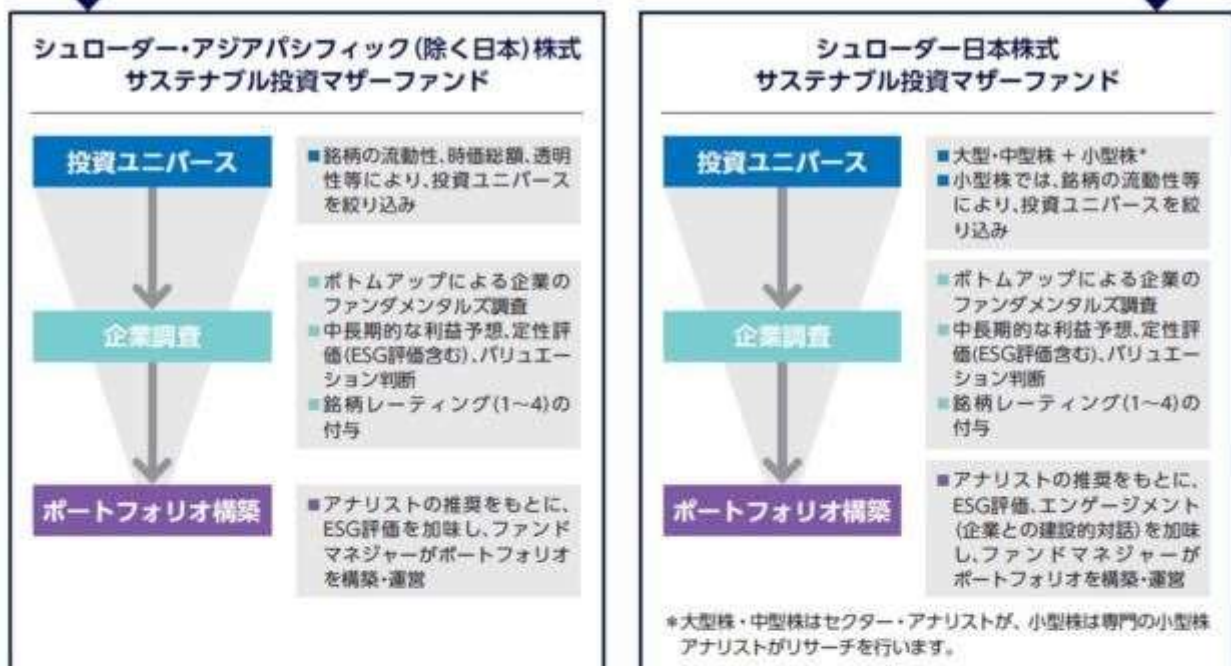 シュローダー・アジアパシフィック(除く日本)株式
サステナブル投資マザーファンド
投資ユニバース
■銘柄の流動性、時価総額、透明
性等により、投資ユニバース
を絞り込み
企業調査
■ボトムアップによる企業の
ファンダメンタルズ調査
■中長期的な利益予想、定性評
価(ESG評価含む)、バリュエー
ション判断
■銘柄レーティング(1~4)の
付与
ポートフォリオ構築
■アナリストの推奨をもとに、
ESG評価を加味し、ファンド
マネジャーがポートフォリオ
を構築・運営
シュローダー日本株式
サステナブル投資マザーファンド
投資ユニバース
■大型・中型株 + 小型株*
■小型株では、銘柄の流動性等
により、投資ユニバースを絞
り込み
企業調査
■ボトムアップによる企業の
ファンダメンタルズ調査
■中長期的な利益予想、定性評
価(ESG評価含む)、バリュエー
ション判断
■銘柄レーティング(1~4)の
付与
ポートフォリオ構築
■アナリストの推奨をもとに、
ESG評価、エンゲージメント
(企業との建設的対話)を加味
し、ファンドマネジャーが
ポートフォリオを構築・運営
*大型株・中型株はセクター・アナリストが、小型株は専門の小型株
アナリストがリサーチを行います。